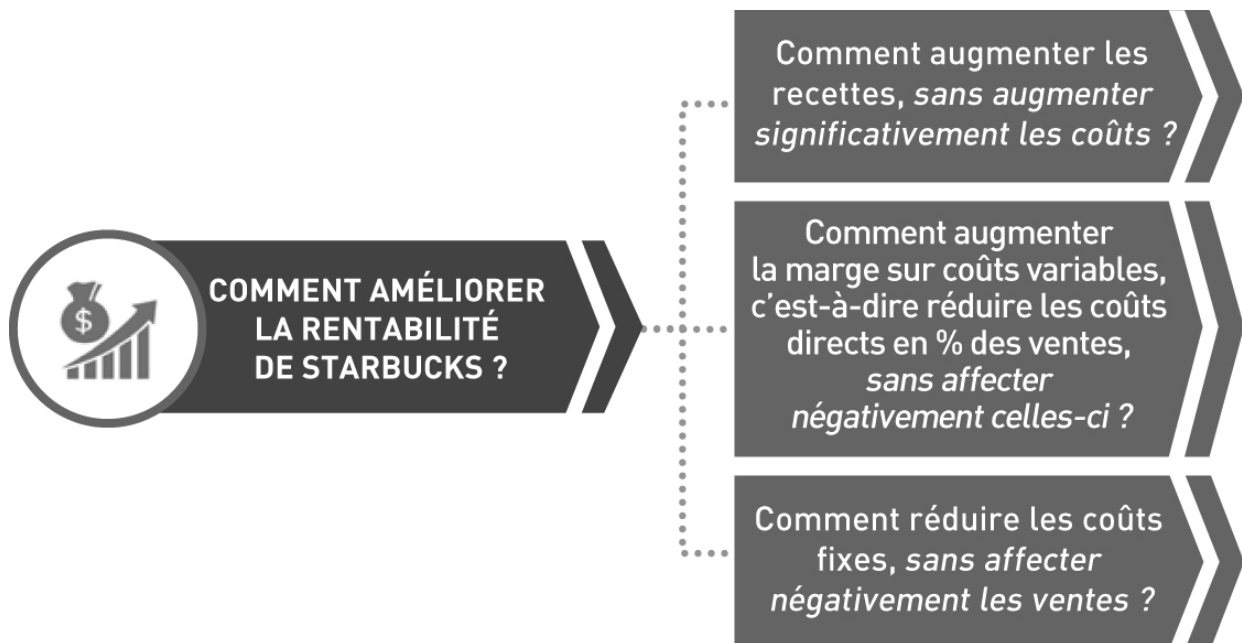 COMMENT AMÉLIORER
LA RENTABILITÉ
DE STARBUCKS ?
Comment augmenter les
recettes, sans augmenter
significativement les coûts ?
Comment augmenter
la marge sur coûts variables,
c'est-à-dire réduire les coûts
directs en % des ventes,
sans affecter
négativement celles-ci ?
Comment réduire les coûts
fixes, sans affecter
négativement les ventes ?